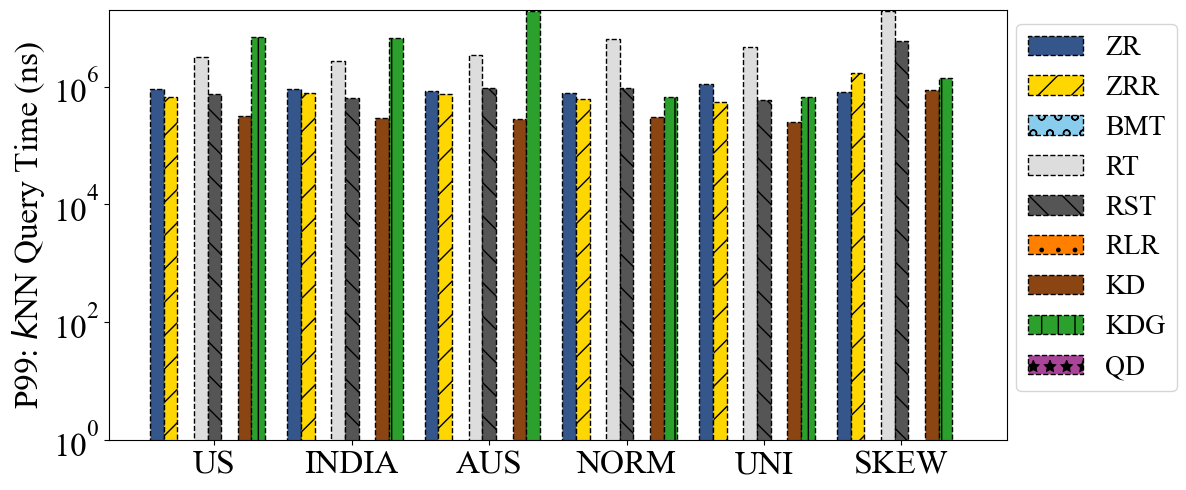 P99: kNN Query Time (ns)
10^6
10^4
10^2
10^0
US INDIA AUS NORM UNI SKEW
ZR
ZRR
BMT
RT
RST
RLR
KD
KDG
QD